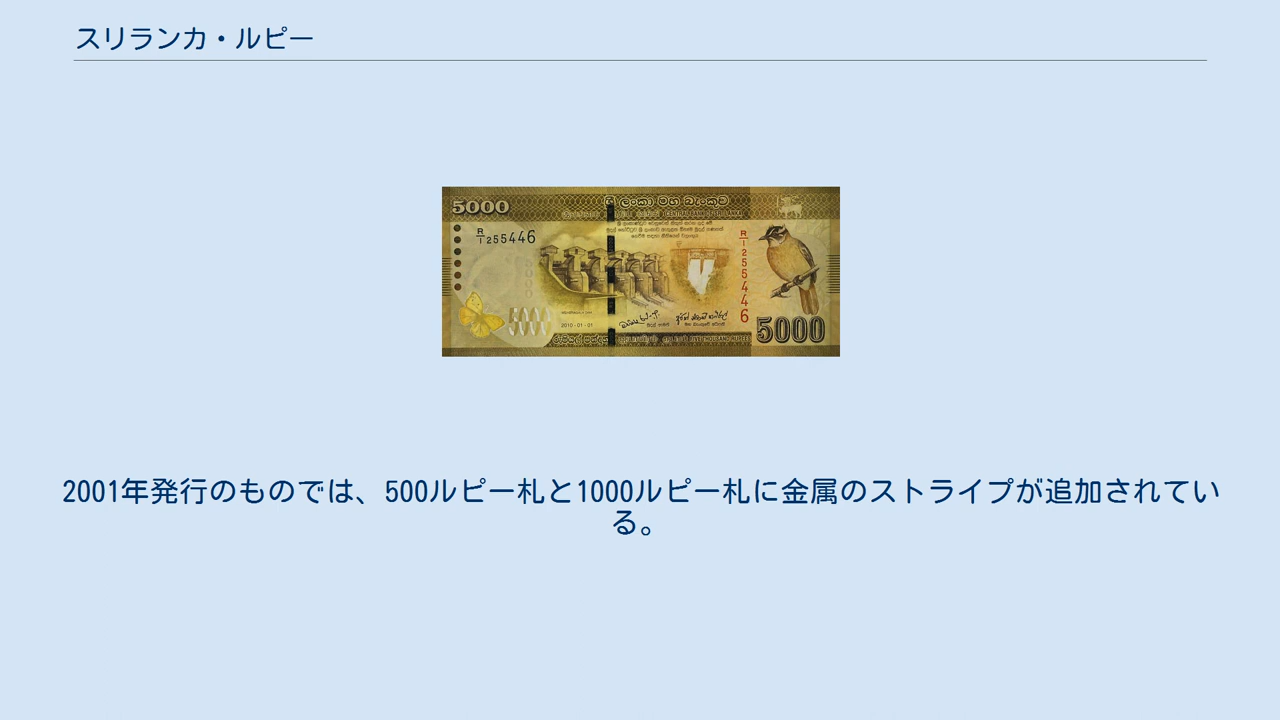 スリランカ・ルピー
5000
ශ්‍රී ලංකා මහ බැංකුව
R/1 255446
R/1 255446
2010-01-01
5000
2001年発行のものでは、500ルピー札と1000ルピー札に金属のストライプが追加されてい
る。